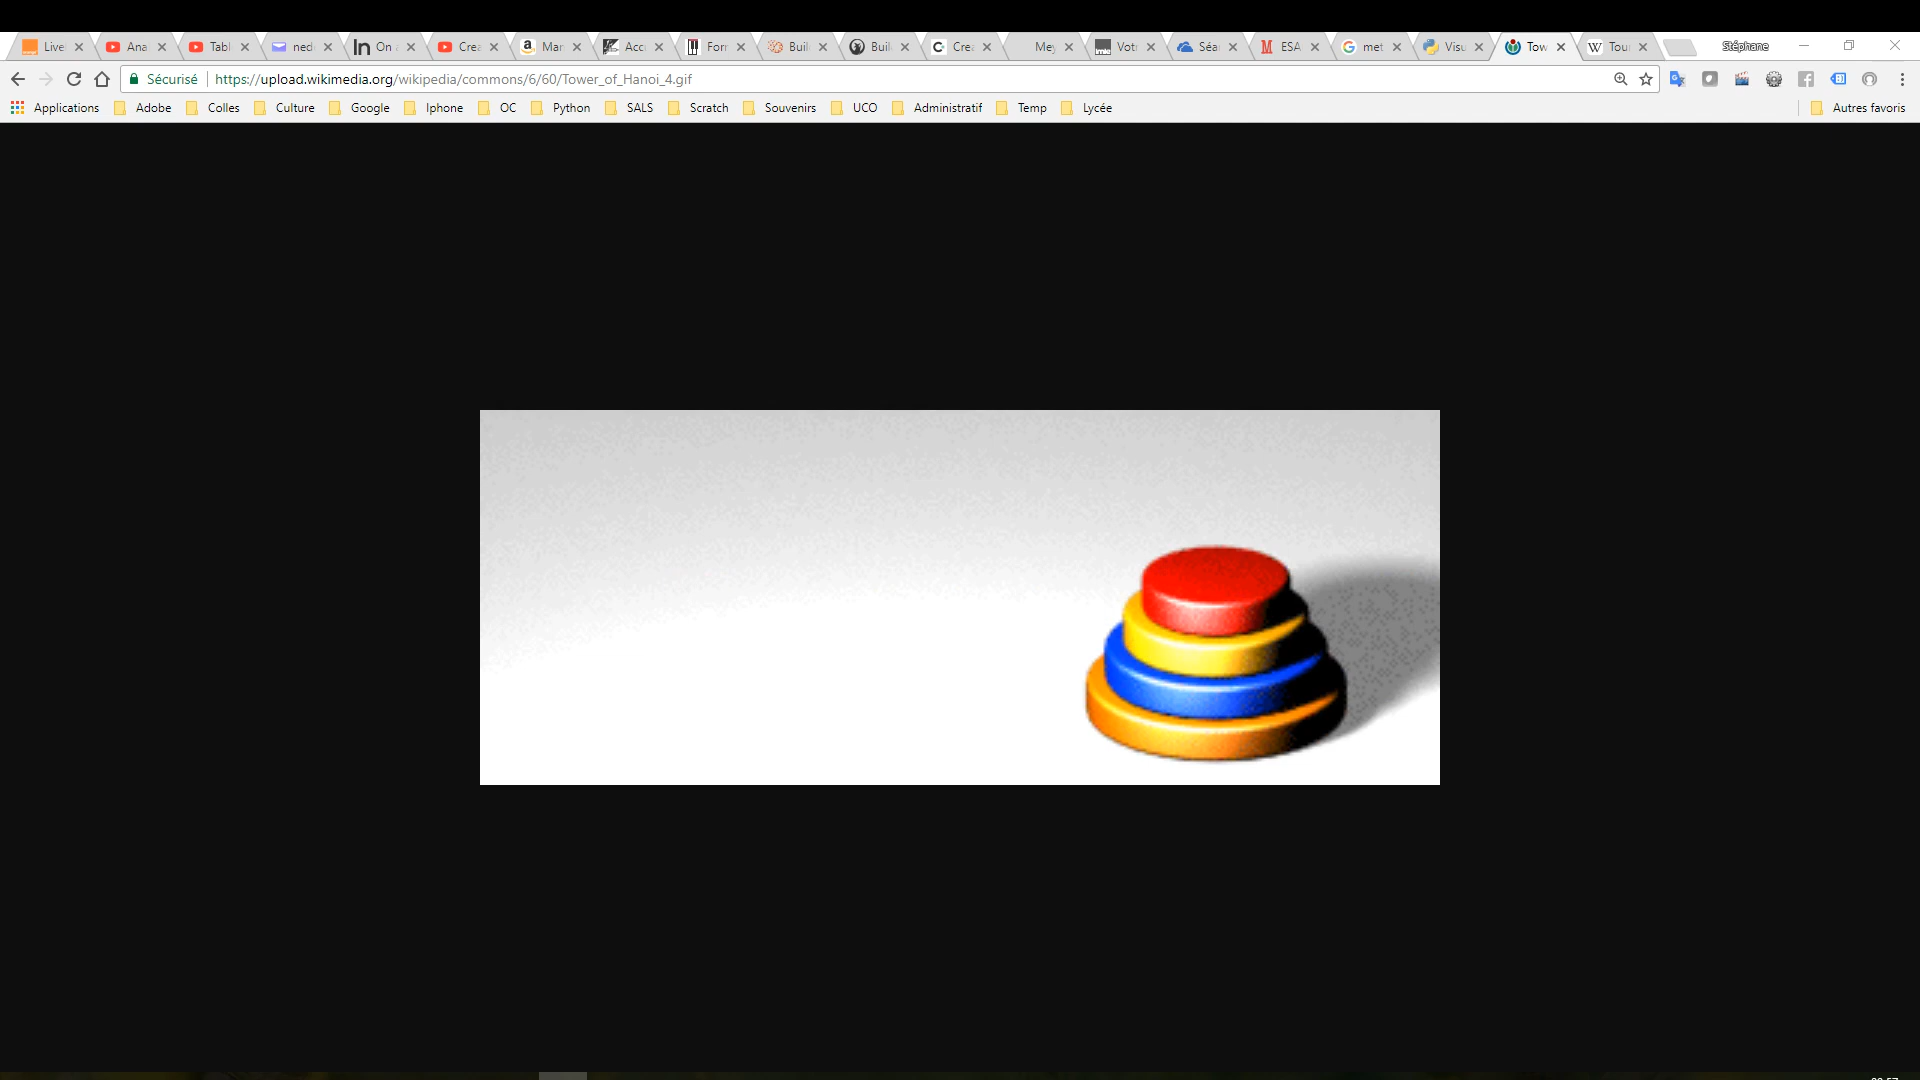 Live Ana Tabl ned On Crea Mar Acc Forr Buil Buil Crea Mey Votr Séa ESA met Visu Tow Tour Stéphane
Sécurisé https://upload.wikimedia.org/wikipedia/commons/6/60/Tower_of_Hanoi_4.gif
Applications Adobe Colles Culture Google Iphone OC Python SALS Scratch Souvenirs UCO Administratif Temp Lycée Autres favoris